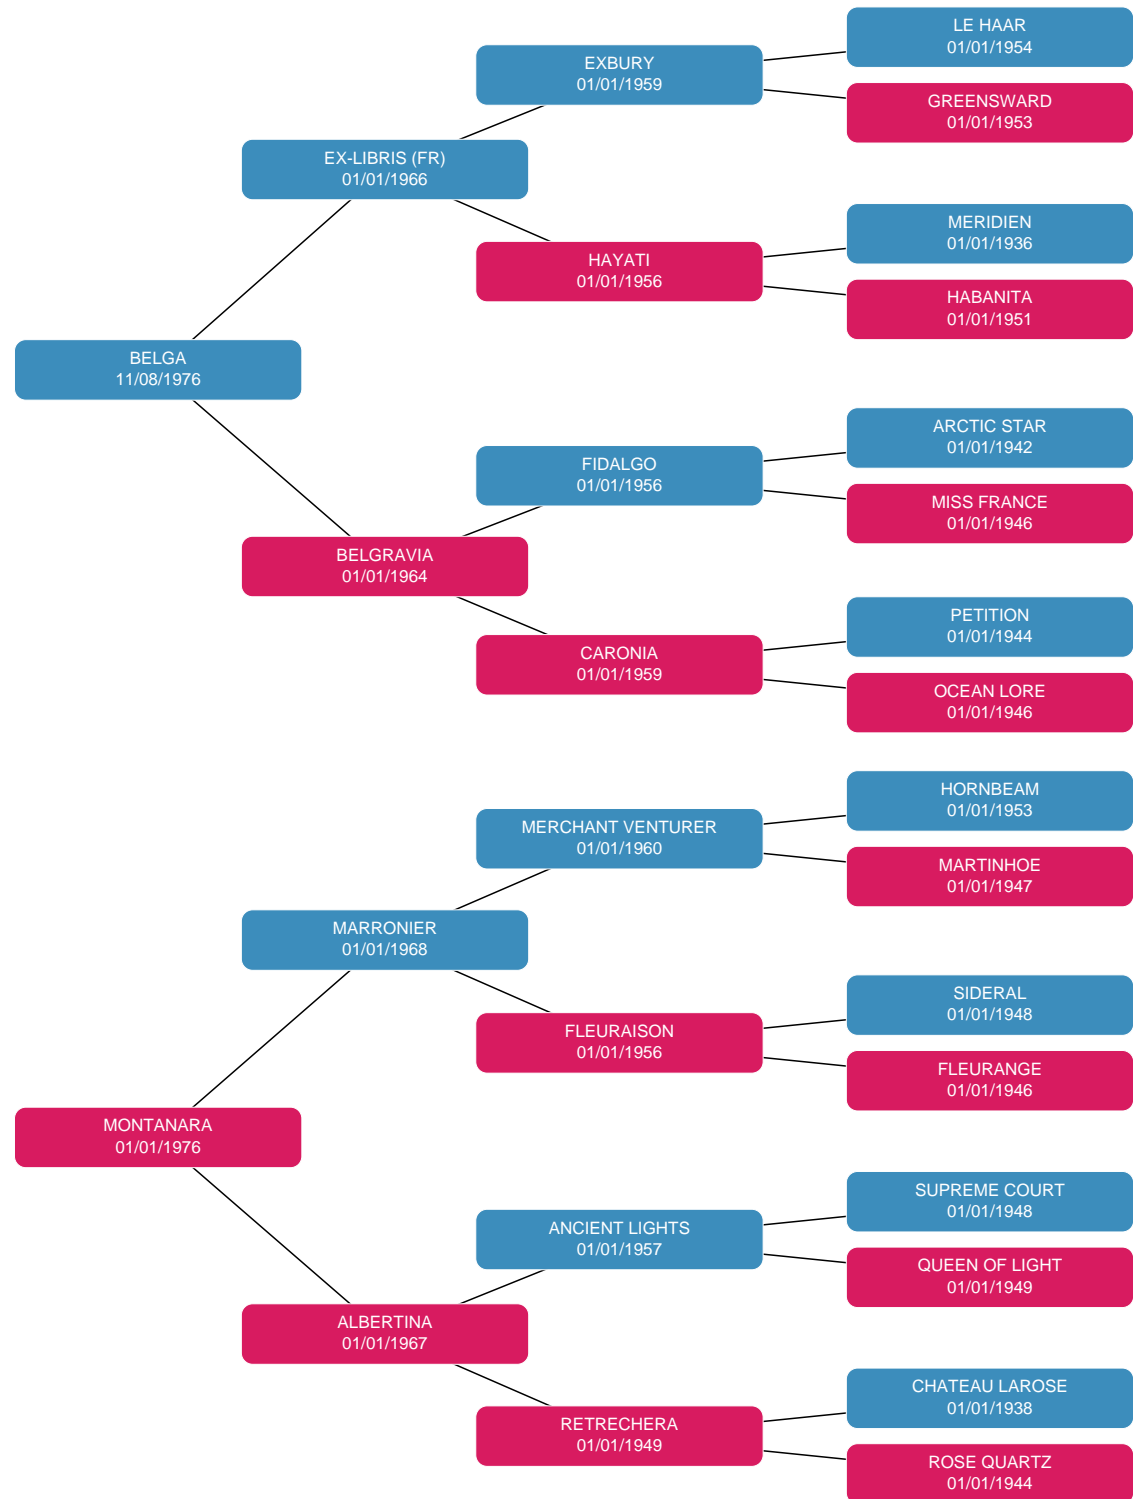 LE HAAR
01/01/1954
EXBURY
01/01/1959
GREENSWARD
01/01/1953
EX-LIBRIS (FR)
01/01/1966
MERIDIEN
01/01/1936
HAYATI
01/01/1956
HABANITA
01/01/1951
BELGA
11/08/1976
ARCTIC STAR
01/01/1942
FIDALGO
01/01/1956
MISS FRANCE
01/01/1946
BELGRAVIA
01/01/1964
PETITION
01/01/1944
CARONIA
01/01/1959
OCEAN LORE
01/01/1946
HORNBEAM
01/01/1953
MERCHANT VENTURER
01/01/1960
MARTINHOE
01/01/1947
MARRONIER
01/01/1968
SIDERAL
01/01/1948
FLEURAISON
01/01/1956
FLEURANGE
01/01/1946
MONTANARA
01/01/1976
SUPREME COURT
01/01/1948
ANCIENT LIGHTS
01/01/1957
QUEEN OF LIGHT
01/01/1949
ALBERTINA
01/01/1967
CHATEAU LAROSE
01/01/1938
RETRECHERA
01/01/1949
ROSE QUARTZ
01/01/1944